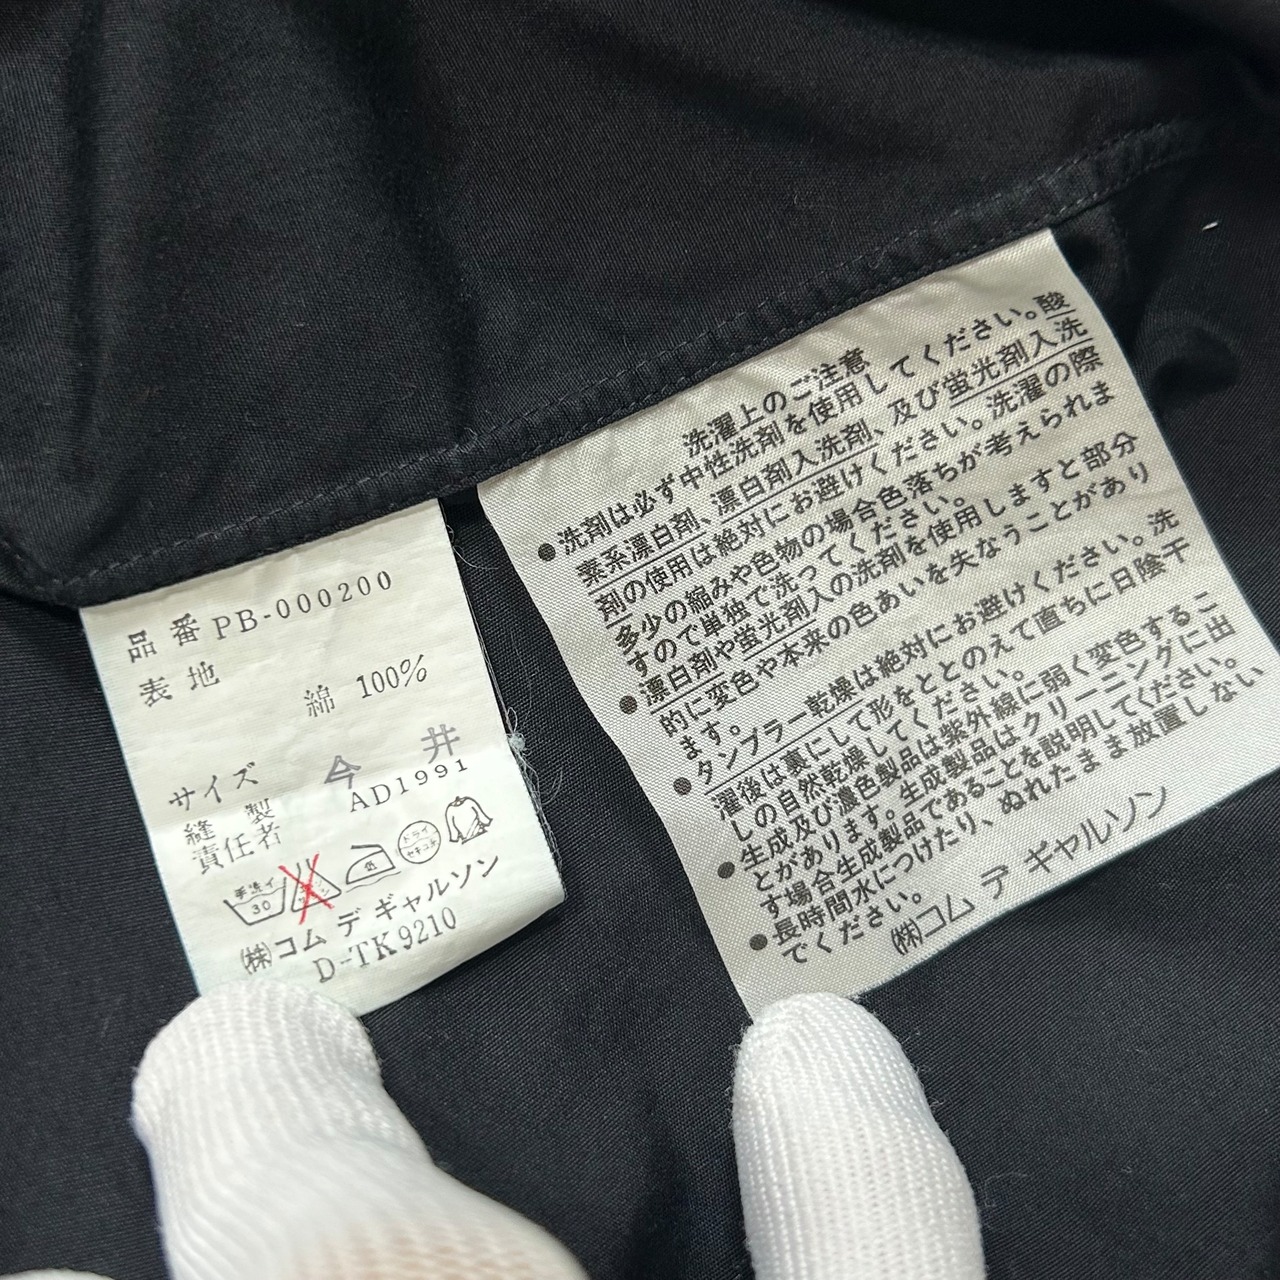 品番 PB-000200
表地
綿 100%
サイズ
今井
縫製
責任者
AD1991
手洗イ
30
ドライ
セキユ系
㈱コム デ ギャルソン
D-TK9210
洗濯上のご注意
●洗剤は必ず中性洗剤を使用してください。酸
素系漂白剤、漂白剤入洗剤、及び蛍光剤入洗
剤の使用は絶対にお避けください。洗濯の際
多少の縮みや色物の場合色落ちが考えられま
すので単独で洗ってください。
●漂白剤や蛍光剤入の洗剤を使用しますと部分
的に変色や本来の色あいを失なうことがあり
ます。
●タンブラー乾燥は絶対にお避けください。洗
濯後は裏にして形をととのえて直ちに日陰干
しの自然乾燥してください。
●生成及び濃色製品は紫外線に弱く変色するこ
とがあります。生成製品はクリーニングに出
す場合生成製品であることを説明してください。
●長時間水につけたり、ぬれたまま放置しない
でください。
㈱コム デ ギャルソン